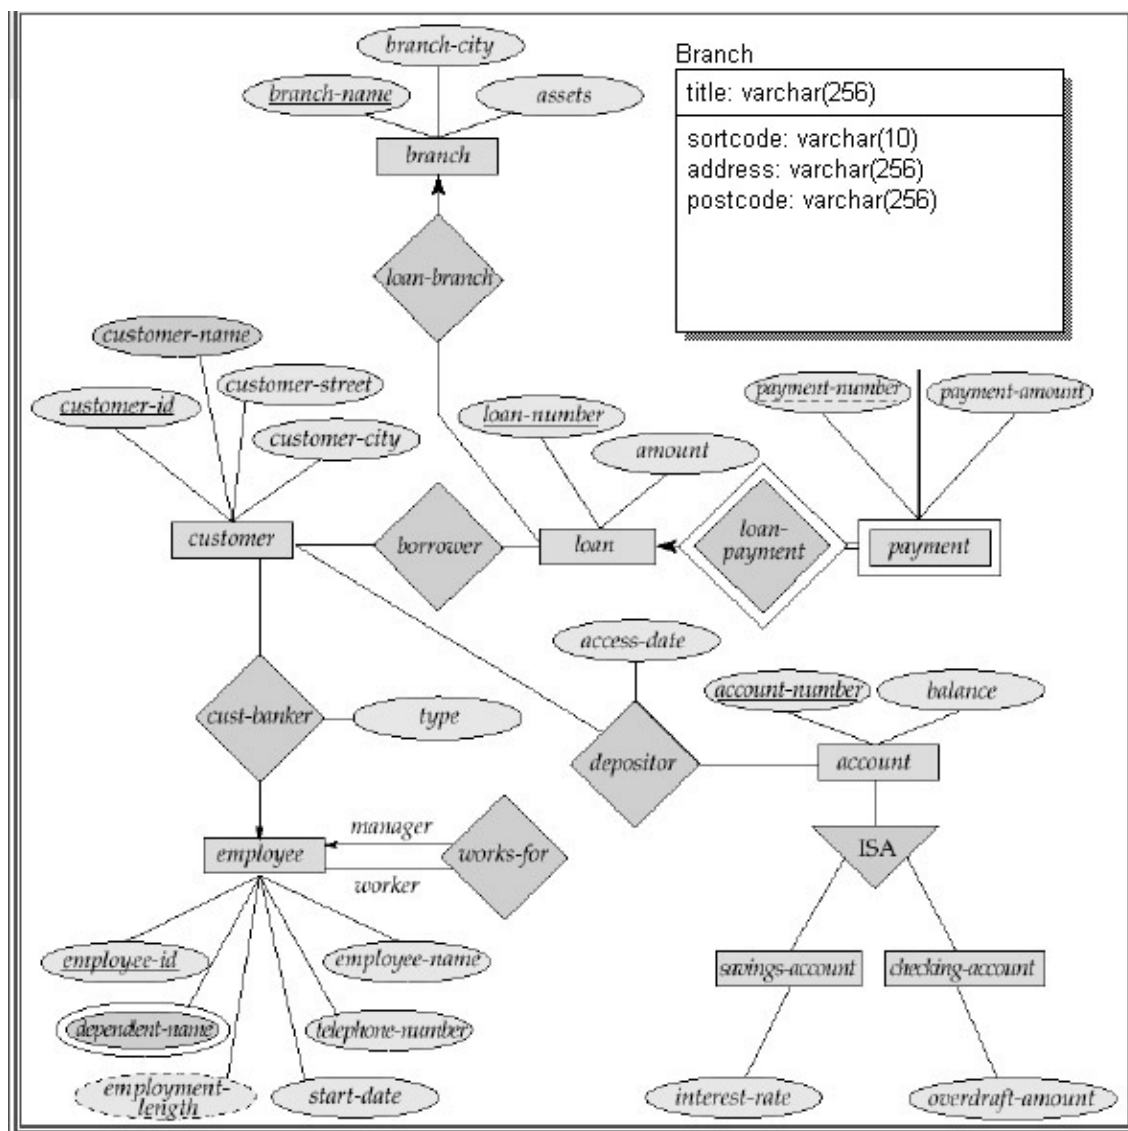 branch-city
Branch
branch-name
assets
title: varchar(256)
branch
sortcode: varchar(10)
address: varchar(256)
postcode: varchar(256)
loan-branch
customer-name
customer-street
customer-id
customer-city
loan-number
amount
payment-number
payment-amount
customer
borrower
loan
loan-
payment
payment
access-date
account-number
balance
cust-banker
type
depositor
account
manager
employee
works-for
worker
ISA
employee-id
employee-name
savings-account
checking-account
dependent-name
telephone-number
employment-
length
start-date
interest-rate
overdraft-amount